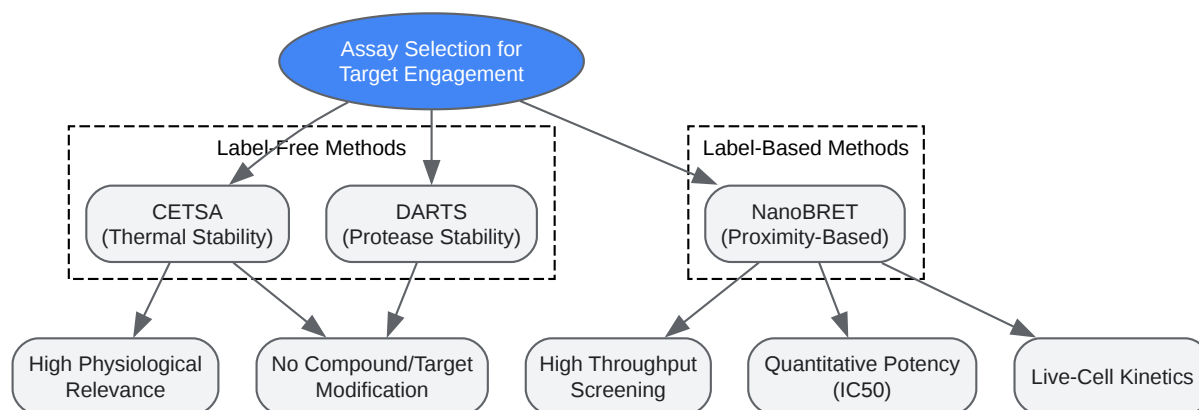 Assay Selection for
Target Engagement
Label-Free Methods
Label-Based Methods
CETSA
(Thermal Stability)
DARTS
(Protease Stability)
NanoBRET
(Proximity-Based)
High Physiological
Relevance
No Compound/Target
Modification
High Throughput
Screening
Quantitative Potency
(IC50)
Live-Cell Kinetics